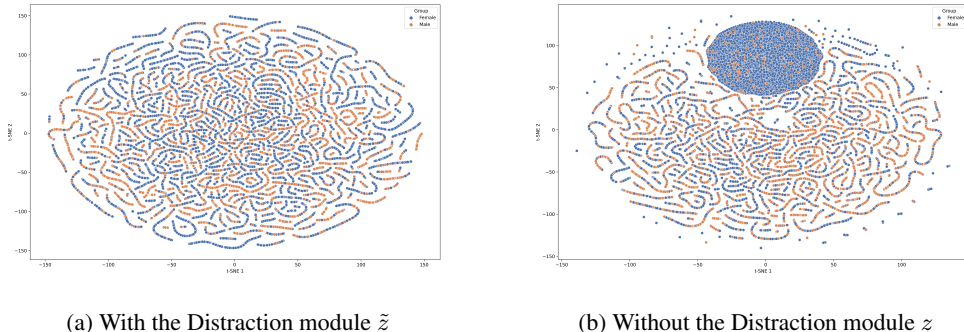 Group
Female
Male
150
100
50
0
−50
−100
−150
t-SNE 2
−150
−100
−50
0
50
100
150
t-SNE 1
Group
Female
Male
100
50
0
−50
−100
−150
t-SNE 2
−150
−100
−50
0
50
100
t-SNE 1
(a) With the Distraction module z̃
(b) Without the Distraction module z